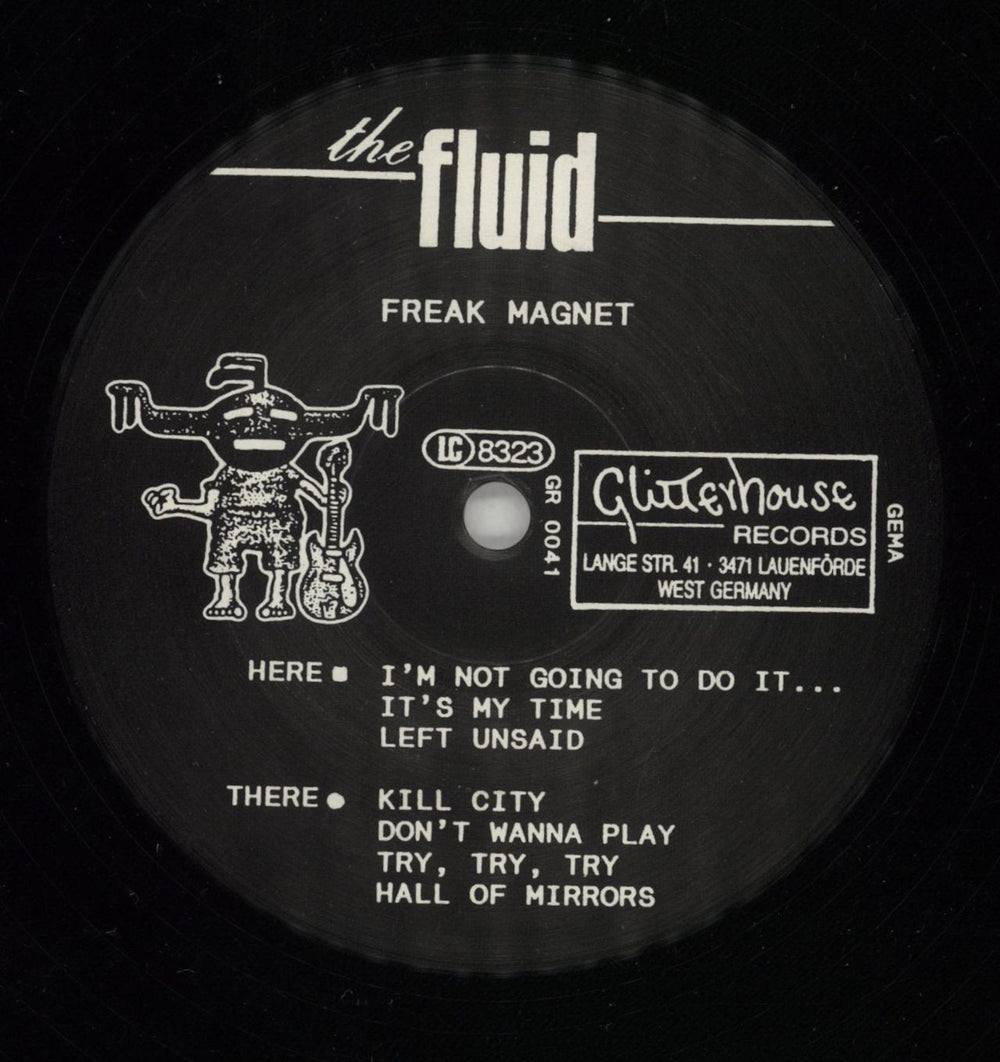 the fluid
FREAK MAGNET
LC 8323
GR 0041
Glitterhouse
RECORDS
LANGE STR. 41 · 3471 LAUENFÖRDE
WEST GERMANY
GEMA
HERE ■ I'M NOT GOING TO DO IT...
IT'S MY TIME
LEFT UNSAID
THERE ● KILL CITY
DON'T WANNA PLAY
TRY, TRY, TRY
HALL OF MIRRORS